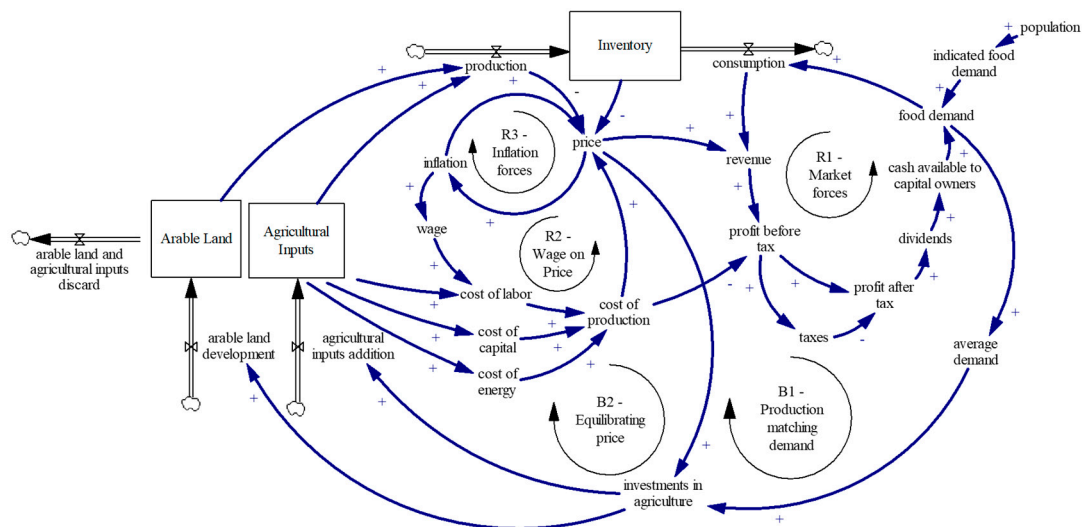 Inventory
population
production
consumption
indicated food
demand
food demand
R3 -
Inflation
forces
price
R1 -
Market
forces
inflation
revenue
cash available to
capital owners
Arable Land
Agricultural
Inputs
wage
R2 -
Wage on
Price
profit before
tax
dividends
arable land and
agricultural inputs
discard
cost of labor
cost of
production
profit after
tax
arable land
development
agricultural
inputs addition
cost of
capital
taxes
average
demand
cost of
energy
B2 -
Equilibrating
price
B1 -
Production
matching
demand
investments in
agriculture